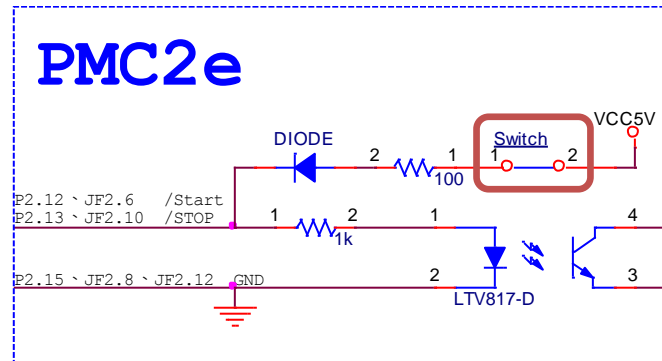 PMC2e
VCC5V
DIODE
Switch
2
1
1
2
100
P2.12、JF2.6 /Start
P2.13、JF2.10 /STOP
1
2
1
4
1k
P2.15、JF2.8、JF2.12 GND
2
3
LTV817-D